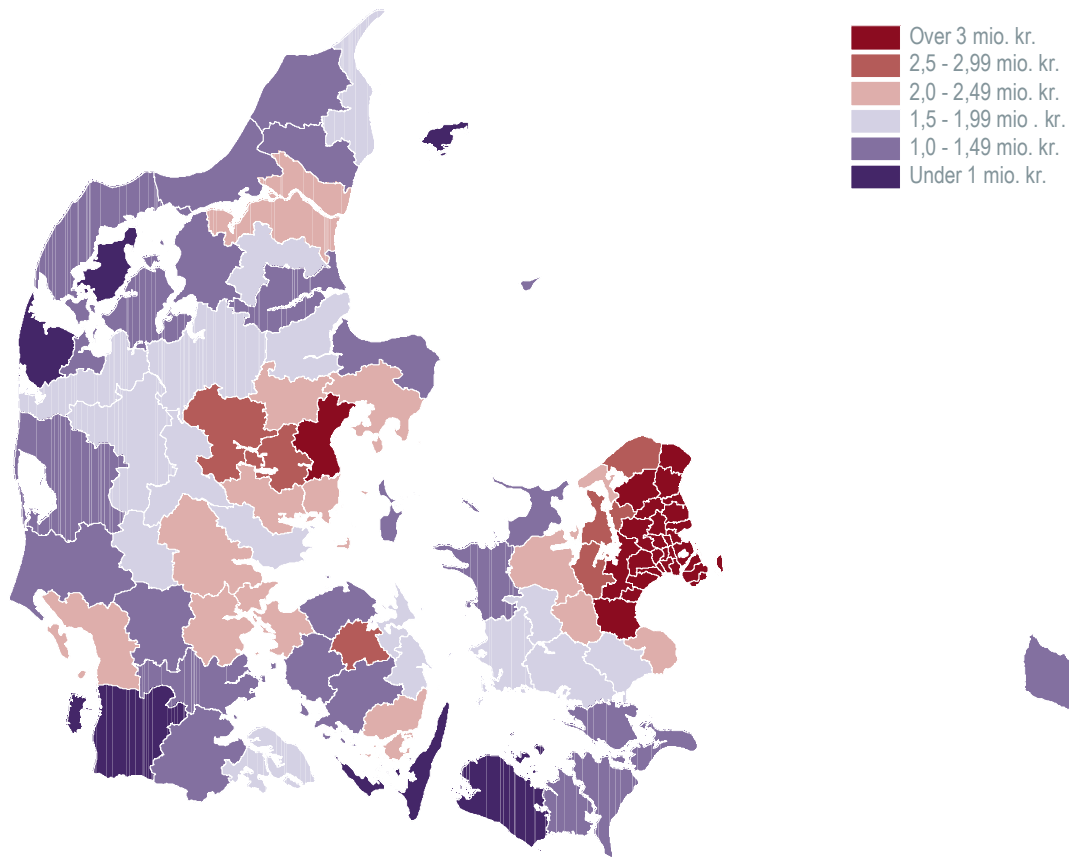 Over 3 mio. kr.
2,5 - 2,99 mio. kr.
2,0 - 2,49 mio. kr.
1,5 - 1,99 mio . kr.
1,0 - 1,49 mio. kr.
Under 1 mio. kr.